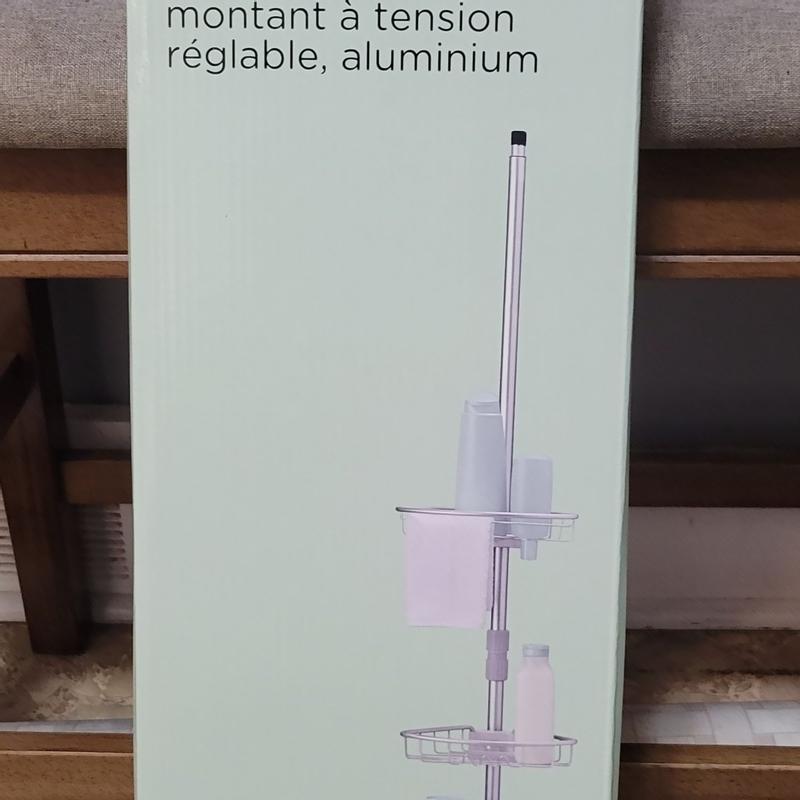 montant à tension
réglable, aluminium